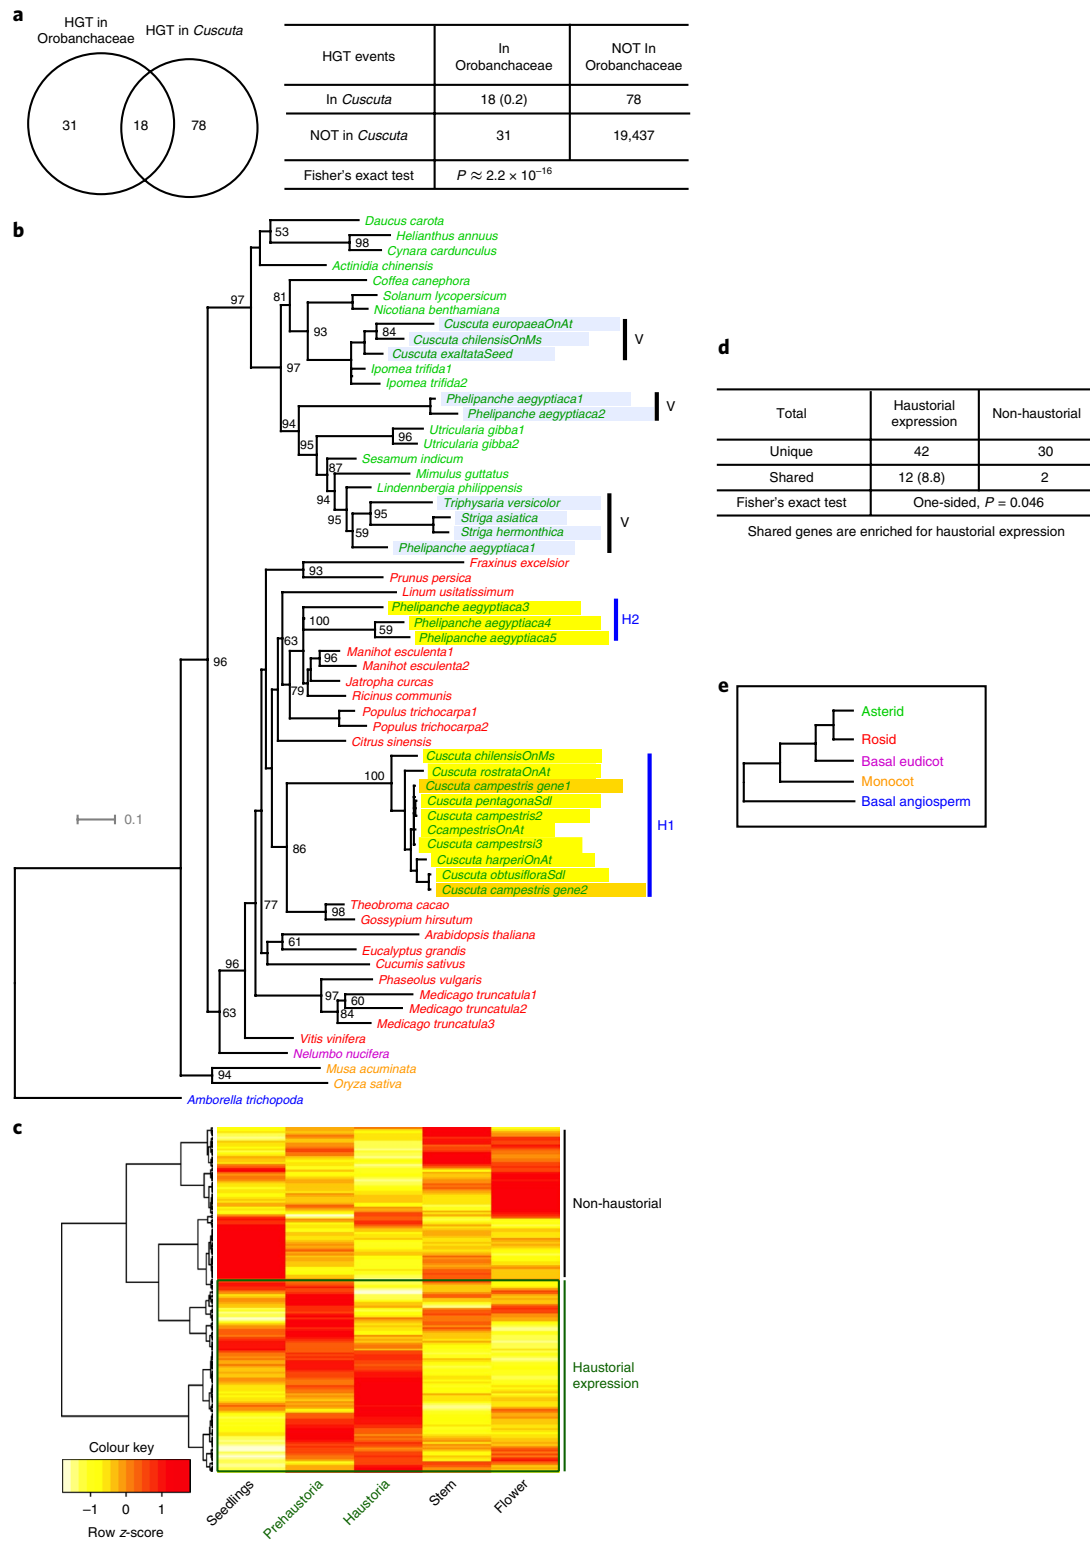 a
HGT in
Orobanchaceae
HGT in Cuscuta
31
18
78
HGT events
In
Orobanchaceae
NOT In
Orobanchaceae
In Cuscuta
18 (0.2)
78
NOT in Cuscuta
31
19,437
Fisher's exact test
P ≈ 2.2 × 10⁻¹⁶
b
Daucus carota
53
Helianthus annuus
98
Cynara cardunculus
Actinidia chinensis
97
Coffea canephora
81
Solanum lycopersicum
Nicotiana benthamiana
93
Cuscuta europaeaOnAt
84
Cuscuta chilensisOnMs
V
Cuscuta exaltataSeed
97
Ipomea trifida1
Ipomea trifida2
Phelipanche aegyptiaca1
V
Phelipanche aegyptiaca2
94
Utricularia gibba1
96
95
Utricularia gibba2
Sesamum indicum
87
Mimulus guttatus
94
Lindennbergia philippensis
Triphysaria versicolor
95
95
Striga asiatica
V
59
Striga hermonthica
Phelipanche aegyptiaca1
Fraxinus excelsior
93
Prunus persica
Linum usitatissimum
Phelipanche aegyptiaca3
100
Phelipanche aegyptiaca4
H2
59
Phelipanche aegyptiaca5
63
Manihot esculenta1
96
96
Manihot esculenta2
Jatropha curcas
79
Ricinus communis
Populus trichocarpa1
Populus trichocarpa2
Citrus sinensis
Cuscuta chilensisOnMs
100
Cuscuta rostrataOnAt
Cuscuta campestris gene1
Cuscuta pentagonaSdl
0.1
Cuscuta campestris2
H1
CcampestrisOnAt
86
Cuscuta campestrsi3
Cuscuta harperiOnAt
Cuscuta obtusifloraSdl
Cuscuta campestris gene2
77
Theobroma cacao
98
Gossypium hirsutum
Arabidopsis thaliana
61
Eucalyptus grandis
96
Cucumis sativus
Phaseolus vulgaris
97
Medicago truncatula1
60
63
Medicago truncatula2
84
Medicago truncatula3
Vitis vinifera
Nelumbo nucifera
Musa acuminata
94
Oryza sativa
Amborella trichopoda
d
Total
Haustorial
expression
Non-haustorial
Unique
42
30
Shared
12 (8.8)
2
Fisher's exact test
One-sided, P = 0.046
Shared genes are enriched for haustorial expression
e
Asterid
Rosid
Basal eudicot
Monocot
Basal angiosperm
c
Non-haustorial
Haustorial
expression
Colour key
−1
0
1
Row z-score
Seedlings
Prehaustoria
Haustoria
Stem
Flower